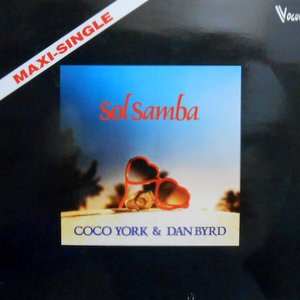 MAXI-SINGLE
Sol Samba
COCO YORK & DAN BYRD